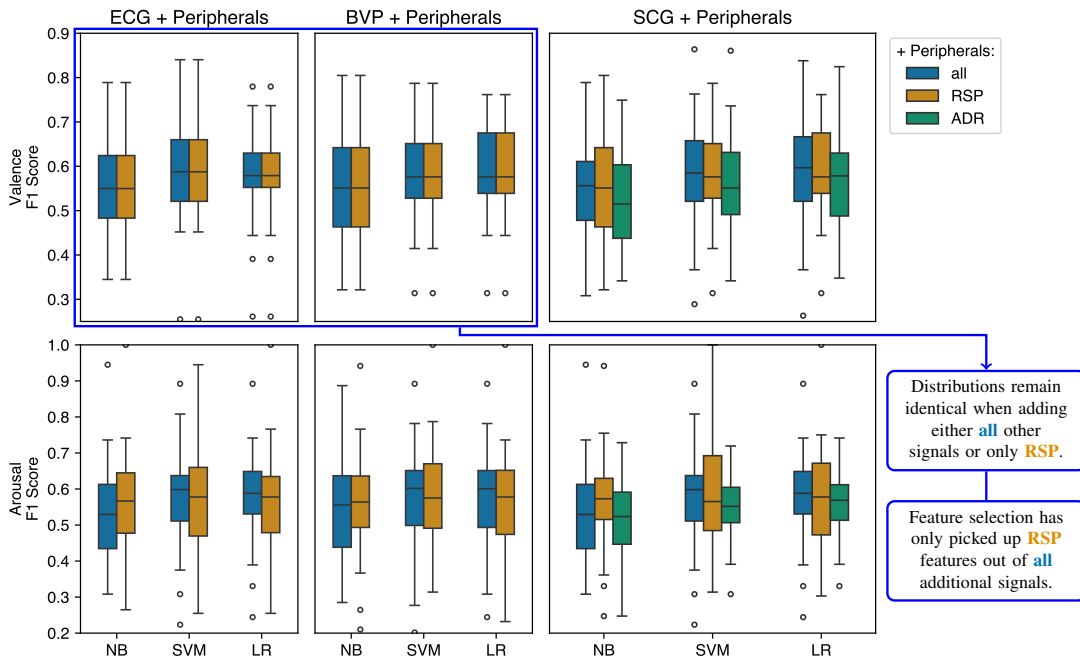 ECG + Peripherals
BVP + Peripherals
SCG + Peripherals
Valence
F1 Score
0.9
0.8
0.7
0.6
0.5
0.4
0.3
+ Peripherals:
all
RSP
ADR
Arousal
F1 Score
1.0
0.9
0.8
0.7
0.6
0.5
0.4
0.3
0.2
NB
SVM
LR
NB
SVM
LR
NB
SVM
LR
Distributions remain
identical when adding
either all other
signals or only RSP.
Feature selection has
only picked up RSP
features out of all
additional signals.